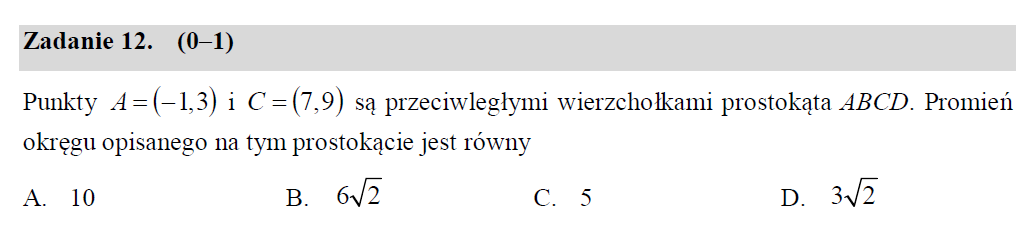 Zadanie 12. (0–1)
Punkty A = (−1,3) i C = (7,9) są przeciwległymi wierzchołkami prostokąta ABCD. Promień
okręgu opisanego na tym prostokącie jest równy
A. 10 B. 6√2 C. 5 D. 3√2